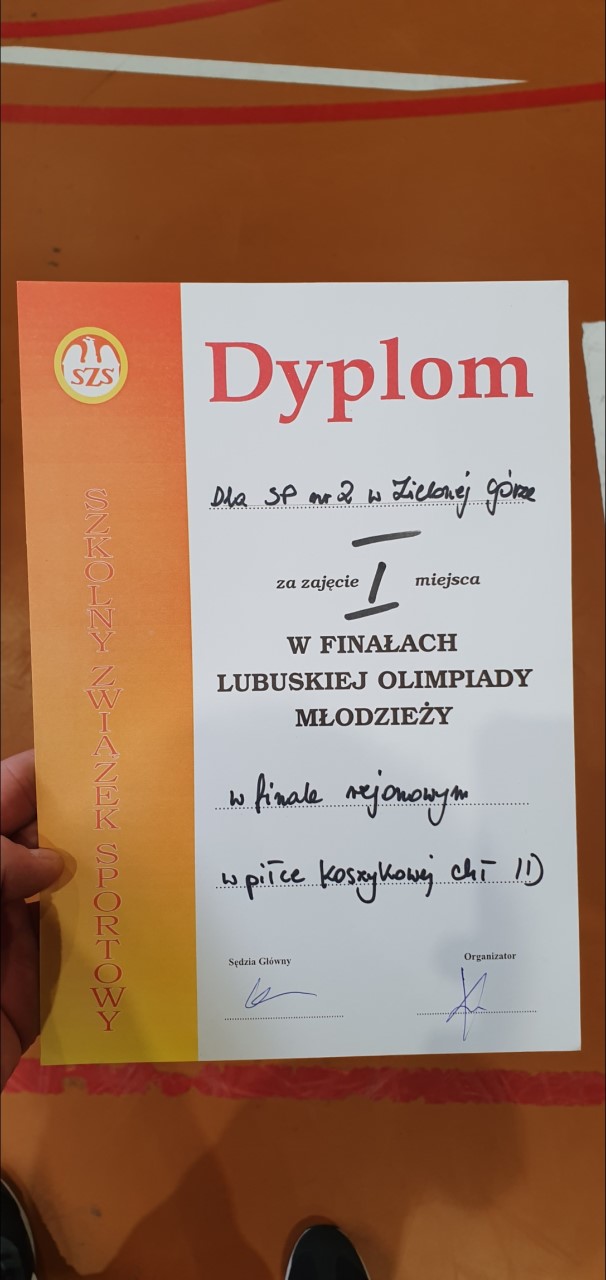 SZS
SZKOLNY ZWIĄZEK SPORTOWY
Dyplom
Dla SP nr 2 w Zielonej Górze
za zajęcie I miejsca
W FINAŁACH
LUBUSKIEJ OLIMPIADY
MŁODZIEŻY
w finale rejonowym
w piłce koszykowej chł
Sędzia Główny
Organizator